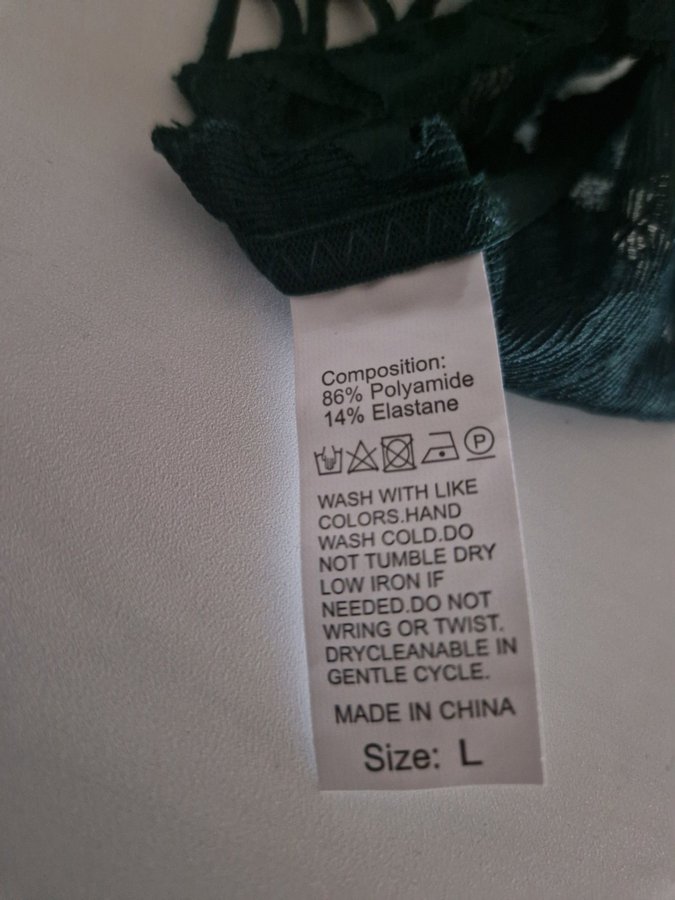 Composition:
86% Polyamide
14% Elastane
P
WASH WITH LIKE
COLORS.HAND
WASH COLD.DO
NOT TUMBLE DRY
LOW IRON IF
NEEDED.DO NOT
WRING OR TWIST.
DRYCLEANABLE IN
GENTLE CYCLE.
MADE IN CHINA
Size: L